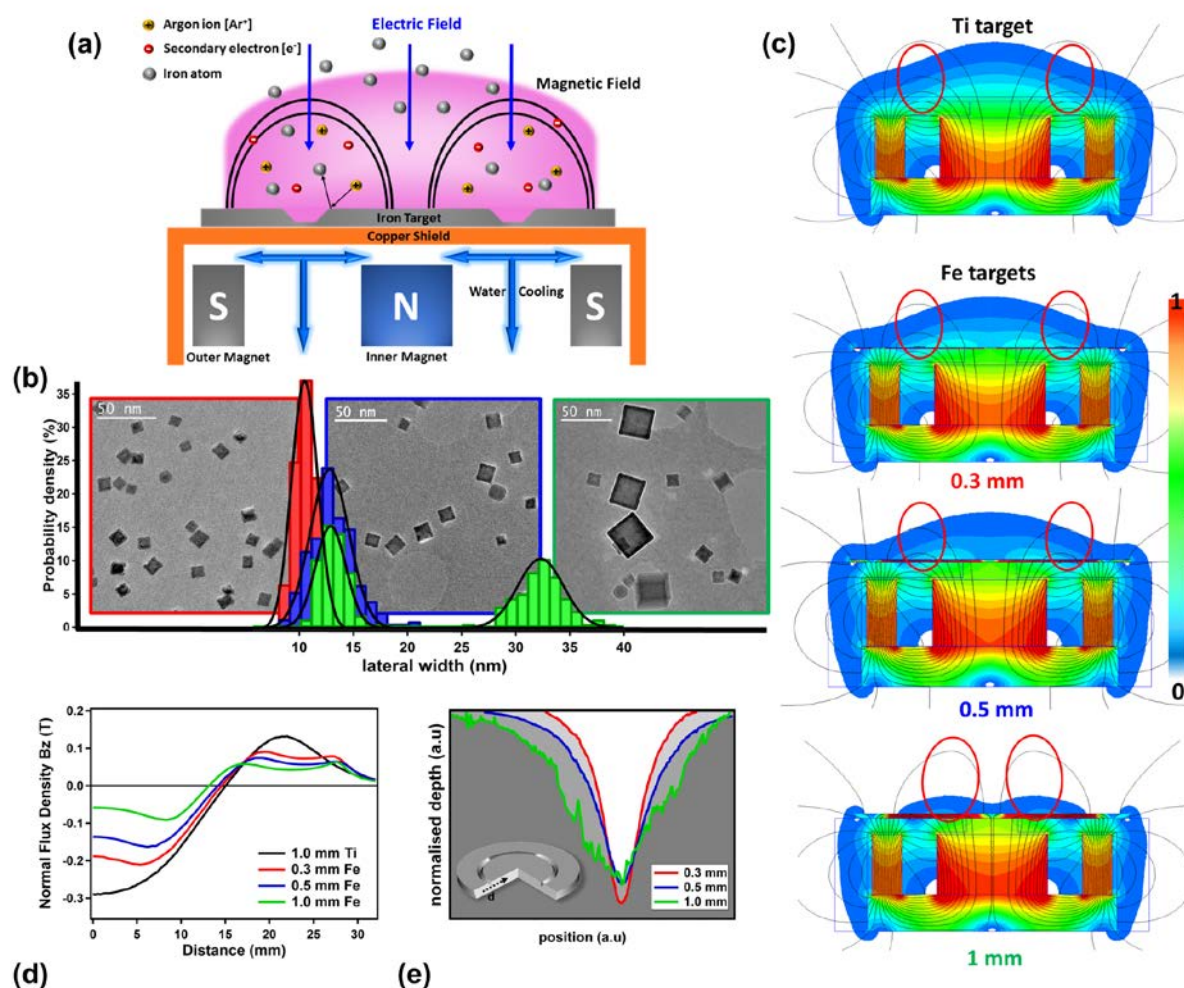 (a)
Argon ion [Ar⁺]
Secondary electron [e⁻]
Iron atom
Electric Field
Magnetic Field
Iron Target
Copper Shield
S
N
S
Water Cooling
Outer Magnet
Inner Magnet
(b)
Probability density (%)
35
30
25
20
15
10
5
0
50 nm
50 nm
50 nm
10
15
20
25
30
35
40
lateral width (nm)
(c)
Ti target
Fe targets
0.3 mm
0.5 mm
1 mm
1
0
Normal Flux Density Bz (T)
0.2
0.1
0.0
-0.1
-0.2
-0.3
1.0 mm Ti
0.3 mm Fe
0.5 mm Fe
1.0 mm Fe
0
5
10
15
20
25
30
Distance (mm)
(d)
normalised depth (a.u)
d
0.3 mm
0.5 mm
1.0 mm
position (a.u)
(e)